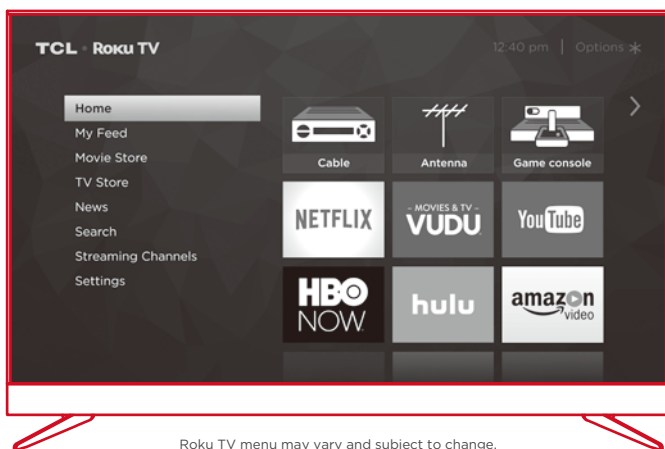 TCL · Roku TV
12:40 pm | Options *
Home
My Feed
Movie Store
TV Store
News
Search
Streaming Channels
Settings
Cable
Antenna
Game console
NETFLIX
- MOVIES & TV -
VUDU
You Tube
HBO
NOW
hulu
amazon
video
Roku TV menu may vary and subject to change.